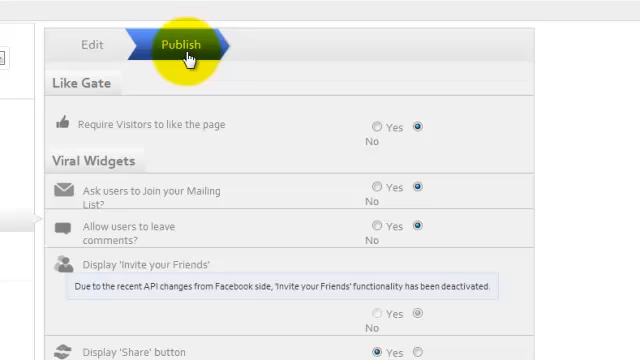 Edit
Publish
Like Gate
Require Visitors to like the page
Yes
No
Viral Widgets
Ask users to Join your Mailing
List?
Yes
No
Allow users to leave
comments?
Yes
No
Display 'Invite your Friends'
Due to the recent API changes from Facebook side, 'Invite your Friends' functionality has been deactivated.
Yes
No
Display 'Share' button
Yes